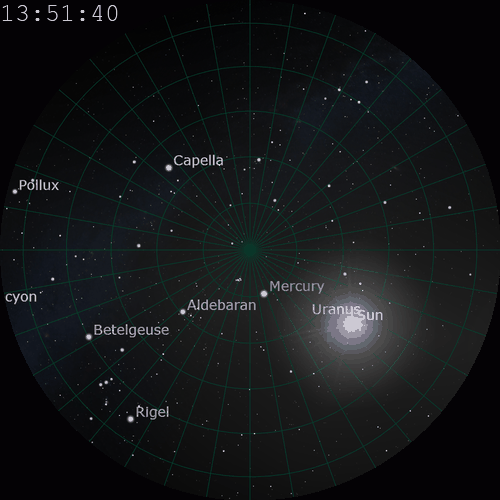 13:51:40
Capella
Pollux
Mercury
cyon
Aldebaran
Uranus
Sun
Betelgeuse
Rigel